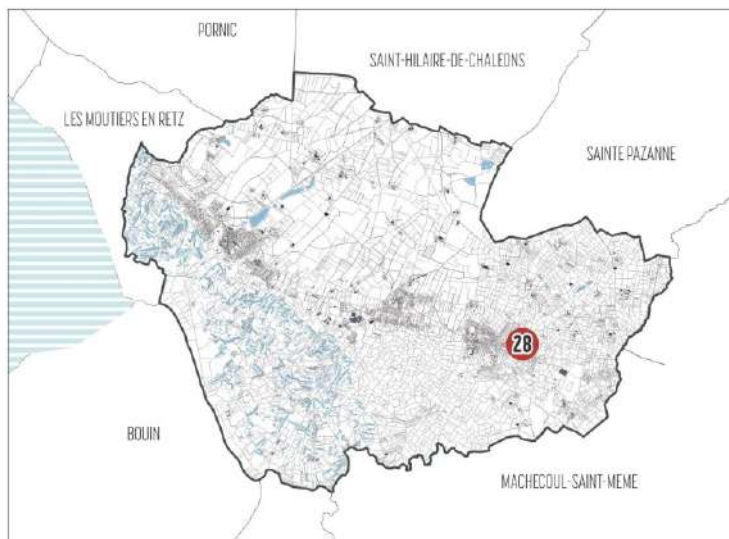 PORNIC
SAINT-HILAIRE-DE-CHALEONS
LES MOUTIERS EN RETZ
SAINTE PAZANNE
28
BOUIN
MACHECOUL-SAINT-MEME